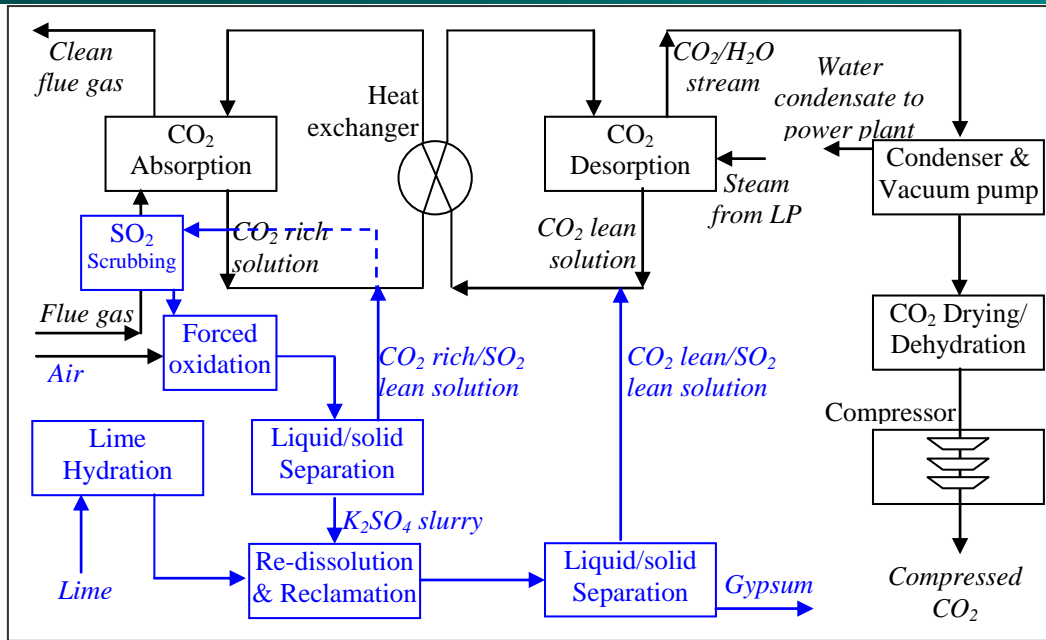 Clean
flue gas
CO2
Absorption
Heat
exchanger
CO2
Desorption
CO2/H2O
stream
Water
condensate to
power plant
Condenser &
Vacuum pump
Steam
from LP
SO2
Scrubbing
CO2 rich
solution
CO2 lean
solution
Flue gas
Air
Forced
oxidation
CO2 rich/SO2
lean solution
CO2 lean/SO2
lean solution
CO2 Drying/
Dehydration
Compressor
Lime
Hydration
Liquid/solid
Separation
K2SO4 slurry
Lime
Re-dissolution
& Reclamation
Liquid/solid
Separation
Gypsum
Compressed
CO2